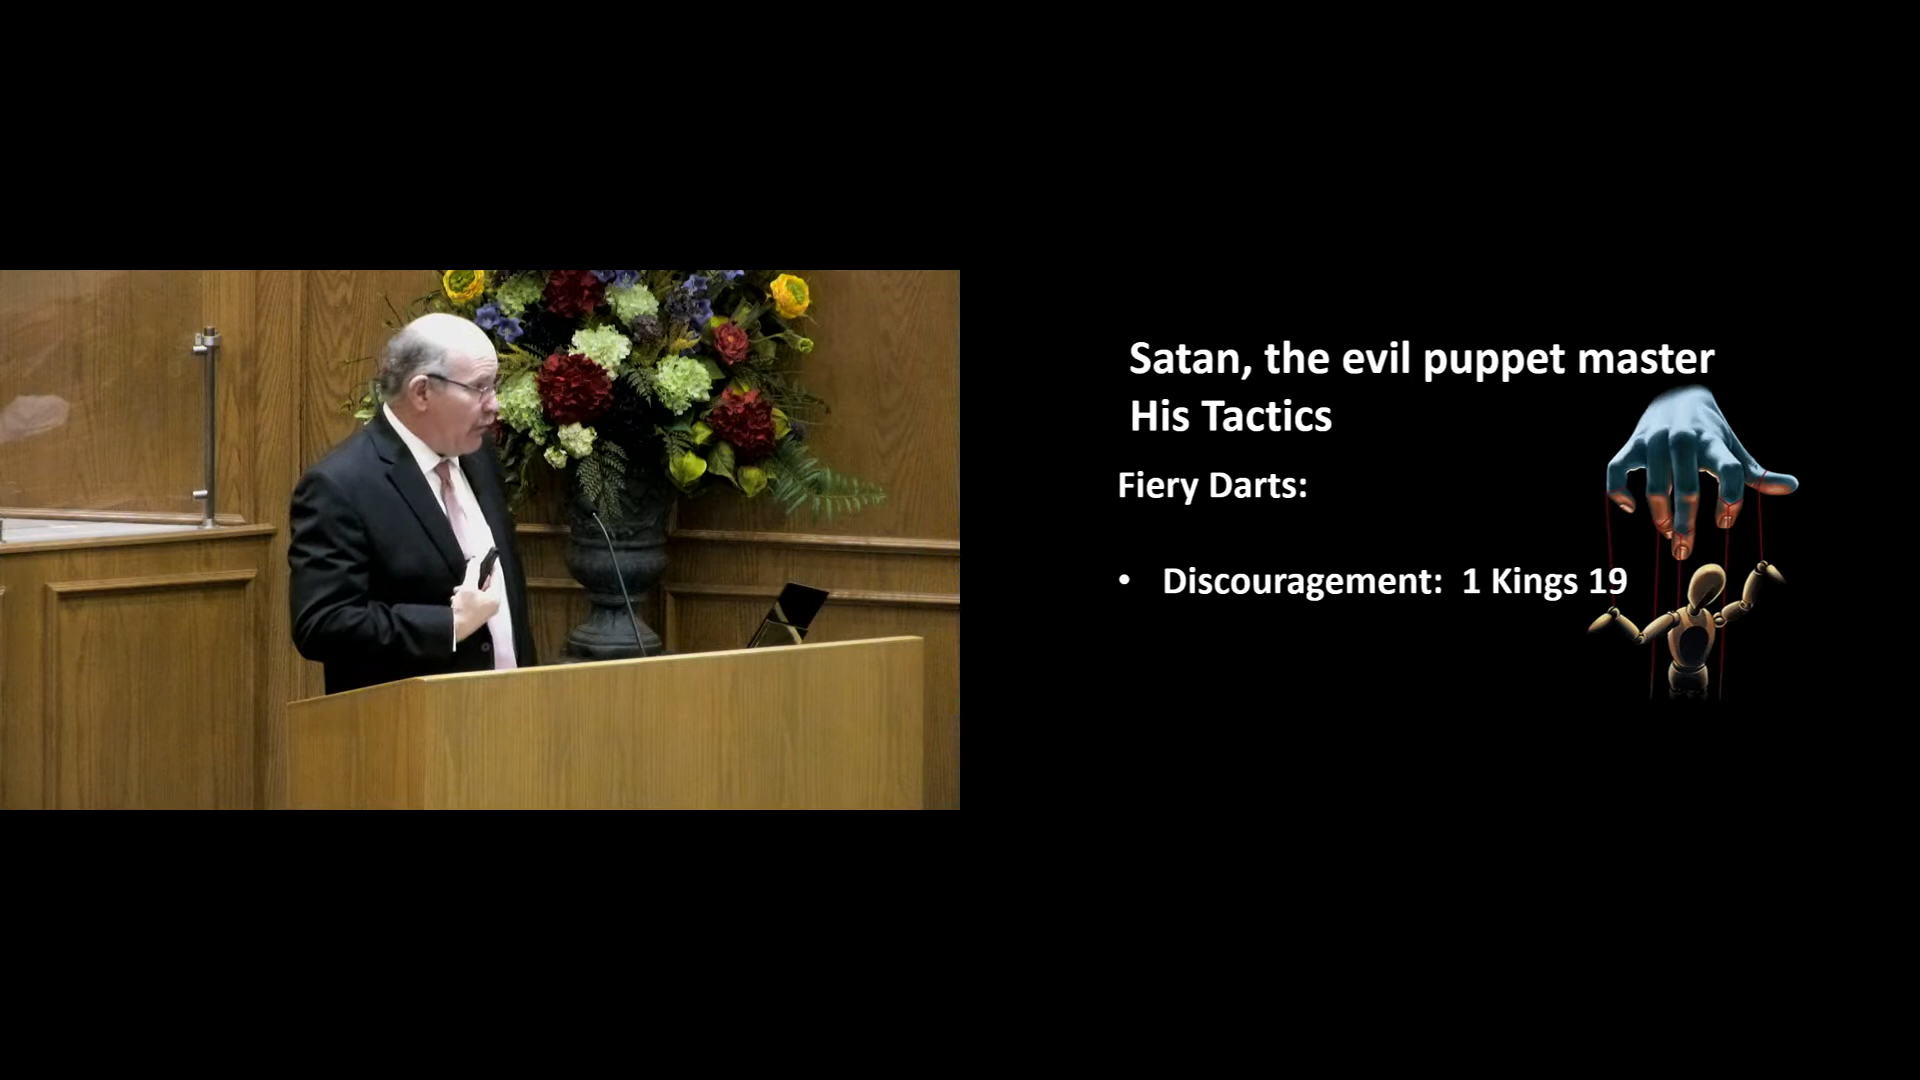 Satan, the evil puppet master
His Tactics
Fiery Darts:
• Discouragement: 1 Kings 19